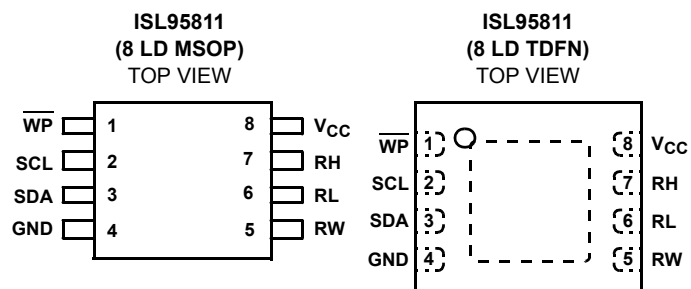 ISL95811
(8 LD MSOP)
TOP VIEW
WP 1 8 VCC
SCL 2 7 RH
SDA 3 6 RL
GND 4 5 RW
ISL95811
(8 LD TDFN)
TOP VIEW
WP 1 8 VCC
SCL 2 7 RH
SDA 3 6 RL
GND 4 5 RW